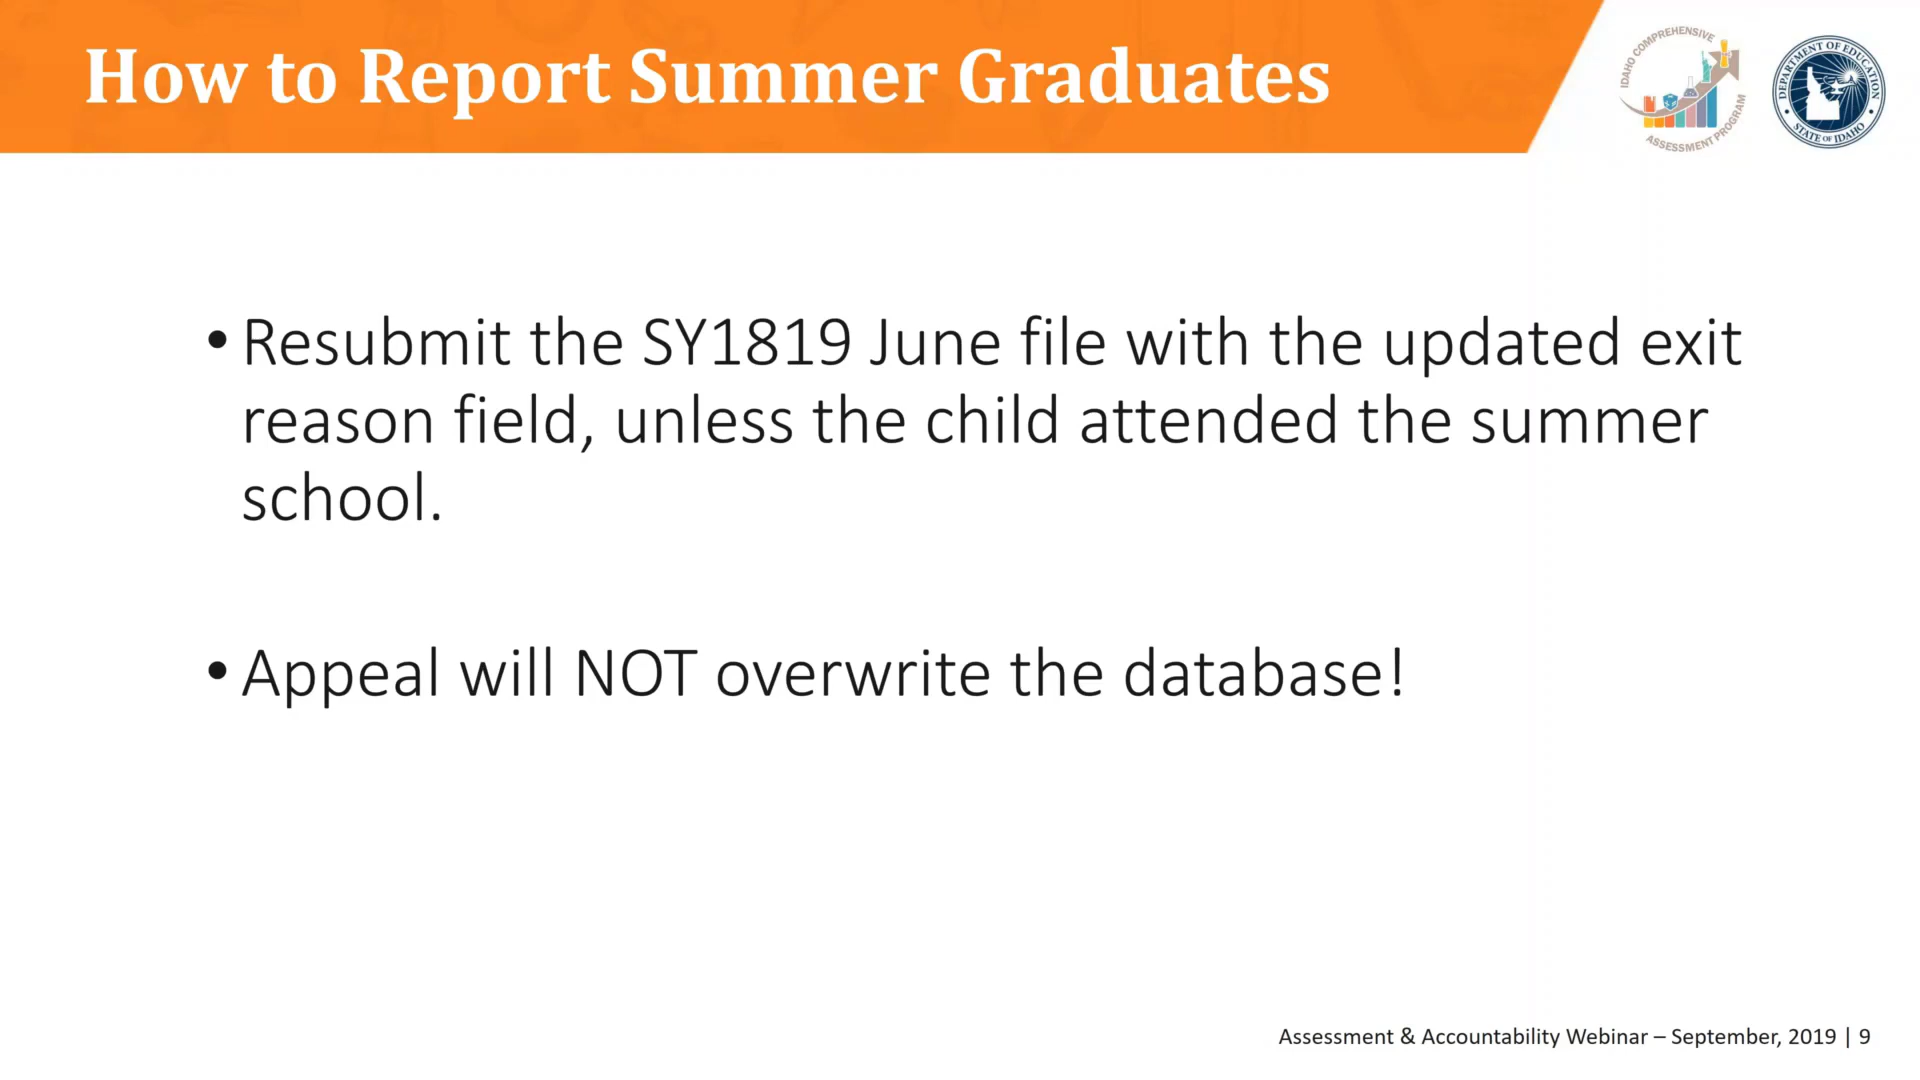 How to Report Summer Graduates
IDAHO COMPREHENSIVE
ASSESSMENT PROGRAM
DEPARTMENT OF EDUCATION
STATE OF IDAHO
• Resubmit the SY1819 June file with the updated exit
reason field, unless the child attended the summer
school.
• Appeal will NOT overwrite the database!
Assessment & Accountability Webinar – September, 2019 | 9